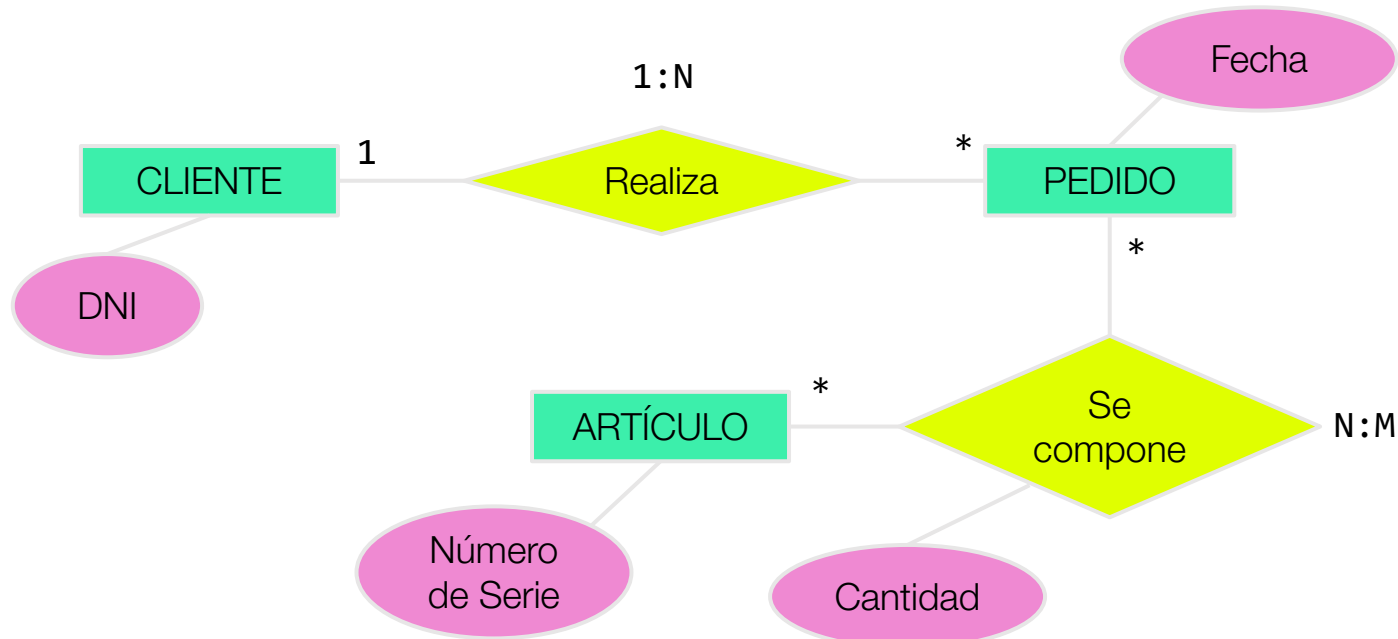 Fecha
1:N
CLIENTE
1
Realiza
*
PEDIDO
*
DNI
ARTÍCULO
*
Se
compone
N:M
Número
de Serie
Cantidad